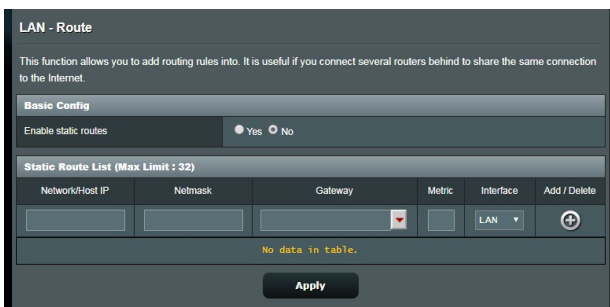 LAN - Route
This function allows you to add routing rules into. It is useful if you connect several routers behind to share the same connection
to the Internet.
Basic Config
Enable static routes Yes No
Static Route List (Max Limit : 32)
Network/Host IP Netmask Gateway Metric Interface Add / Delete
LAN
No data in table.
Apply